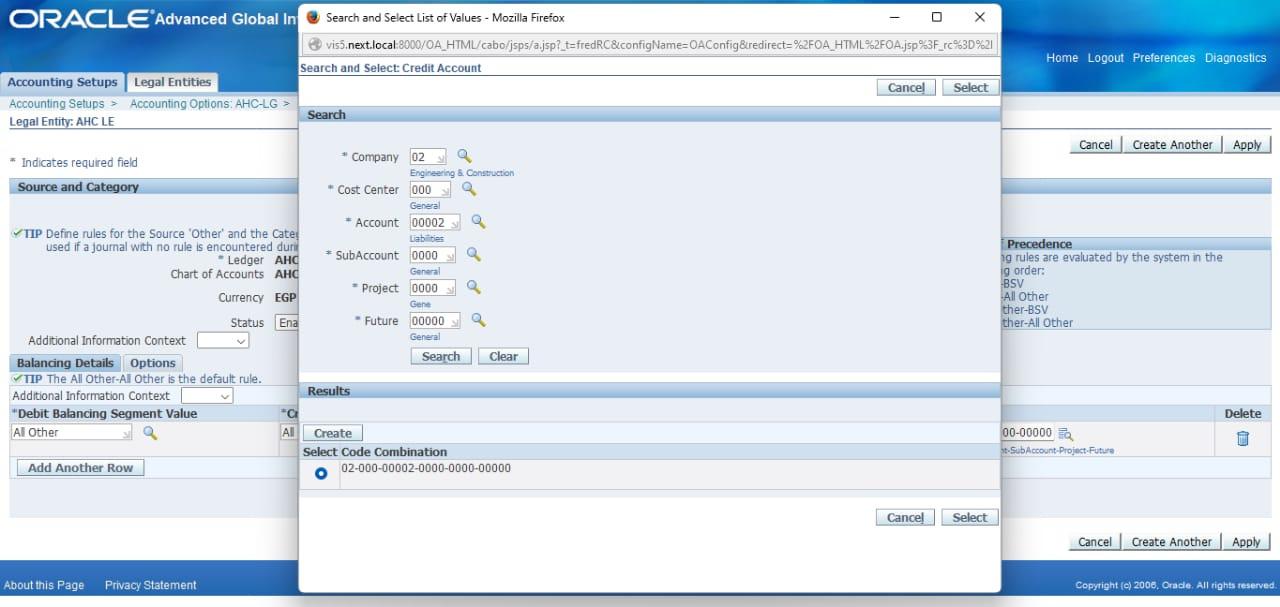 ORACLE® Advanced Global In
Search and Select List of Values - Mozilla Firefox
vis5.next.local:8000/OA_HTML/cabo/jsps/a.jsp?_t=fredRC&configName=OAConfig&redirect=%2FOA_HTML%2FOA.jsp%3F_rc%3D%2
Home Logout Preferences Diagnostics
Accounting Setups Legal Entities
Accounting Setups > Accounting Options: AHC-LG >
Legal Entity: AHC LE
Cancel Create Another Apply
* Indicates required field
Source and Category
TIP Define rules for the Source 'Other' and the Categ
used if a journal with no rule is encountered duri
* Ledger AHC
Chart of Accounts AHC
Currency EGP
Status Ena
Additional Information Context
Balancing Details Options
TIP The All Other-All Other is the default rule.
Additional Information Context
*Debit Balancing Segment Value *Cr
All Other All
Add Another Row
Search and Select: Credit Account
Cancel Select
Search
* Company 02
Engineering & Construction
* Cost Center 000
General
* Account 00002
Liabilities
* SubAccount 0000
General
* Project 0000
Gene
* Future 00000
General
Search Clear
Results
Create
Select Code Combination
02-000-00002-0000-0000-00000
Cancel Select
Precedence
ng rules are evaluated by the system in the
g order:
-BSV
-All Other
ther-BSV
ther-All Other
Delete
00-00000
t-SubAccount-Project-Future
Cancel Create Another Apply
About this Page Privacy Statement
Copyright (c) 2006, Oracle. All rights reserved.